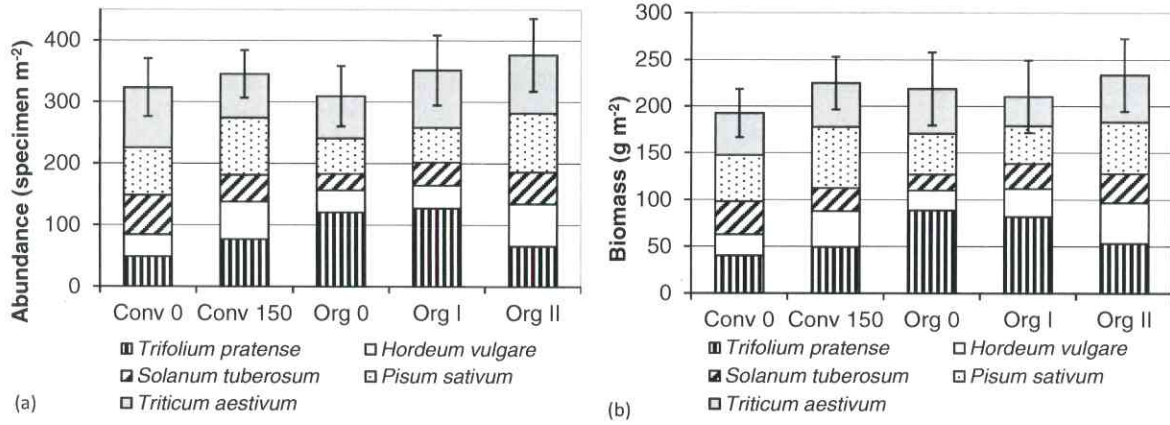 Abundance (specimen m-2)
400
300
200
100
0
Conv 0 Conv 150 Org 0 Org I Org II
Trifolium pratense Hordeum vulgare
Solanum tuberosum Pisum sativum
Triticum aestivum
(a)
Biomass (g m-2)
300
250
200
150
100
50
0
Conv 0 Conv 150 Org 0 Org I Org II
Trifolium pratense Hordeum vulgare
Solanum tuberosum Pisum sativum
Triticum aestivum
(b)